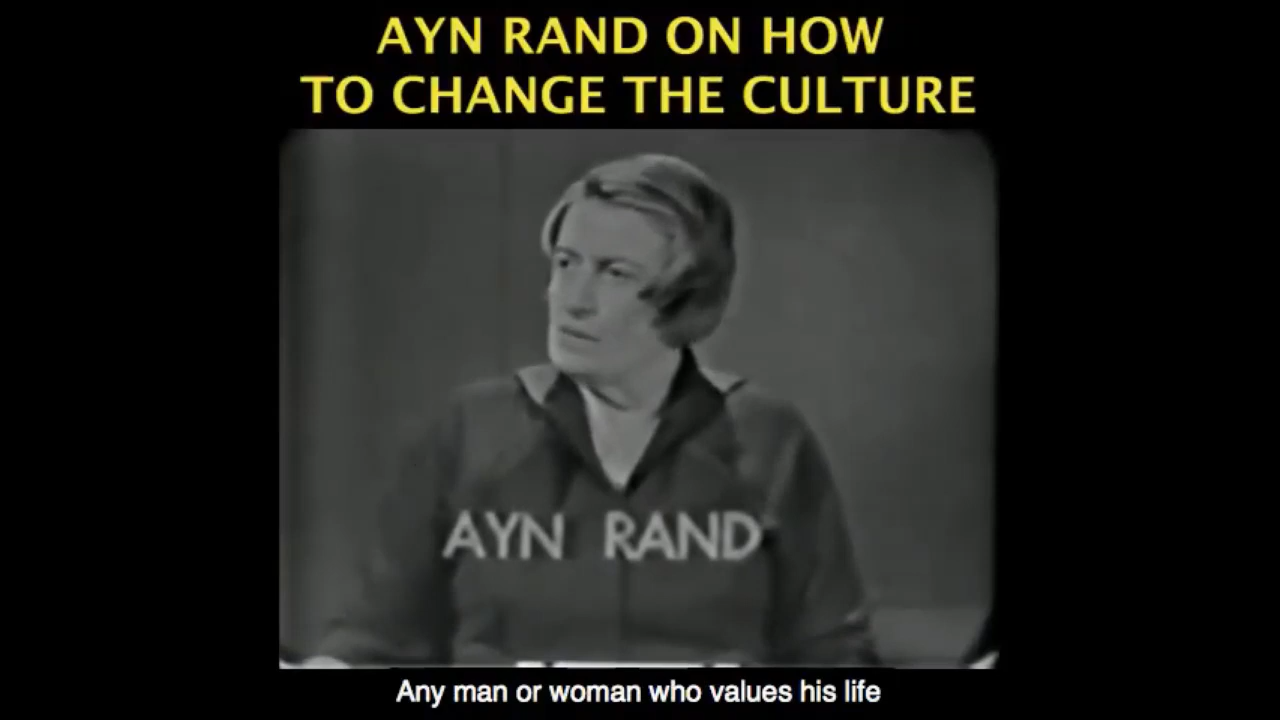 AYN RAND ON HOW
TO CHANGE THE CULTURE
AYN RAND
Any man or woman who values his life